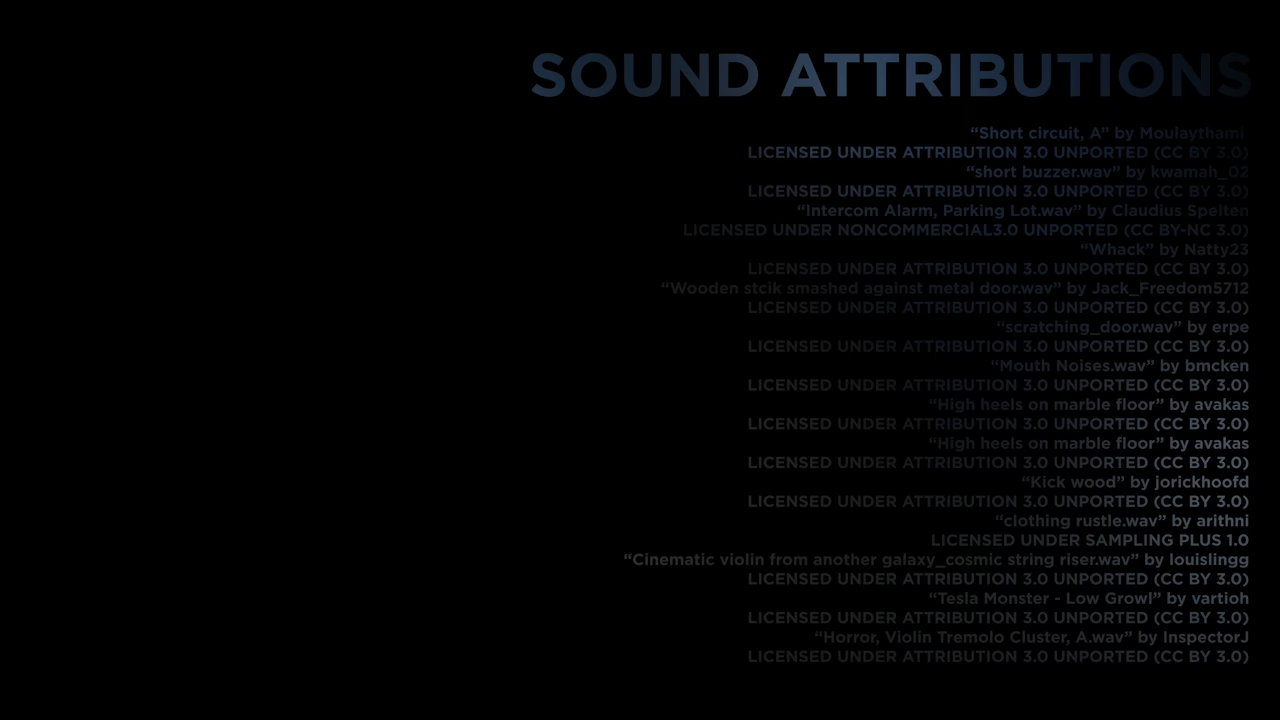 SOUND ATTRIBUTIONS
“Short circuit, A” by Moulaythami
LICENSED UNDER ATTRIBUTION 3.0 UNPORTED (CC BY 3.0)
“short buzzer.wav” by kwamah_02
LICENSED UNDER ATTRIBUTION 3.0 UNPORTED (CC BY 3.0)
“Intercom Alarm, Parking Lot.wav” by Claudius Spelten
LICENSED UNDER NONCOMMERCIAL3.0 UNPORTED (CC BY-NC 3.0)
“Whack” by Natty23
LICENSED UNDER ATTRIBUTION 3.0 UNPORTED (CC BY 3.0)
“Wooden stcik smashed against metal door.wav” by Jack_Freedom5712
LICENSED UNDER ATTRIBUTION 3.0 UNPORTED (CC BY 3.0)
“scratching_door.wav” by erpe
LICENSED UNDER ATTRIBUTION 3.0 UNPORTED (CC BY 3.0)
“Mouth Noises.wav” by bmcken
LICENSED UNDER ATTRIBUTION 3.0 UNPORTED (CC BY 3.0)
“High heels on marble floor” by avakas
LICENSED UNDER ATTRIBUTION 3.0 UNPORTED (CC BY 3.0)
“High heels on marble floor” by avakas
LICENSED UNDER ATTRIBUTION 3.0 UNPORTED (CC BY 3.0)
“Kick wood” by jorickhoofd
LICENSED UNDER ATTRIBUTION 3.0 UNPORTED (CC BY 3.0)
“clothing rustle.wav” by arithni
LICENSED UNDER SAMPLING PLUS 1.0
“Cinematic violin from another galaxy_cosmic string riser.wav” by louislingg
LICENSED UNDER ATTRIBUTION 3.0 UNPORTED (CC BY 3.0)
“Tesla Monster - Low Growl” by vartioh
LICENSED UNDER ATTRIBUTION 3.0 UNPORTED (CC BY 3.0)
“Horror, Violin Tremolo Cluster, A.wav” by InspectorJ
LICENSED UNDER ATTRIBUTION 3.0 UNPORTED (CC BY 3.0)